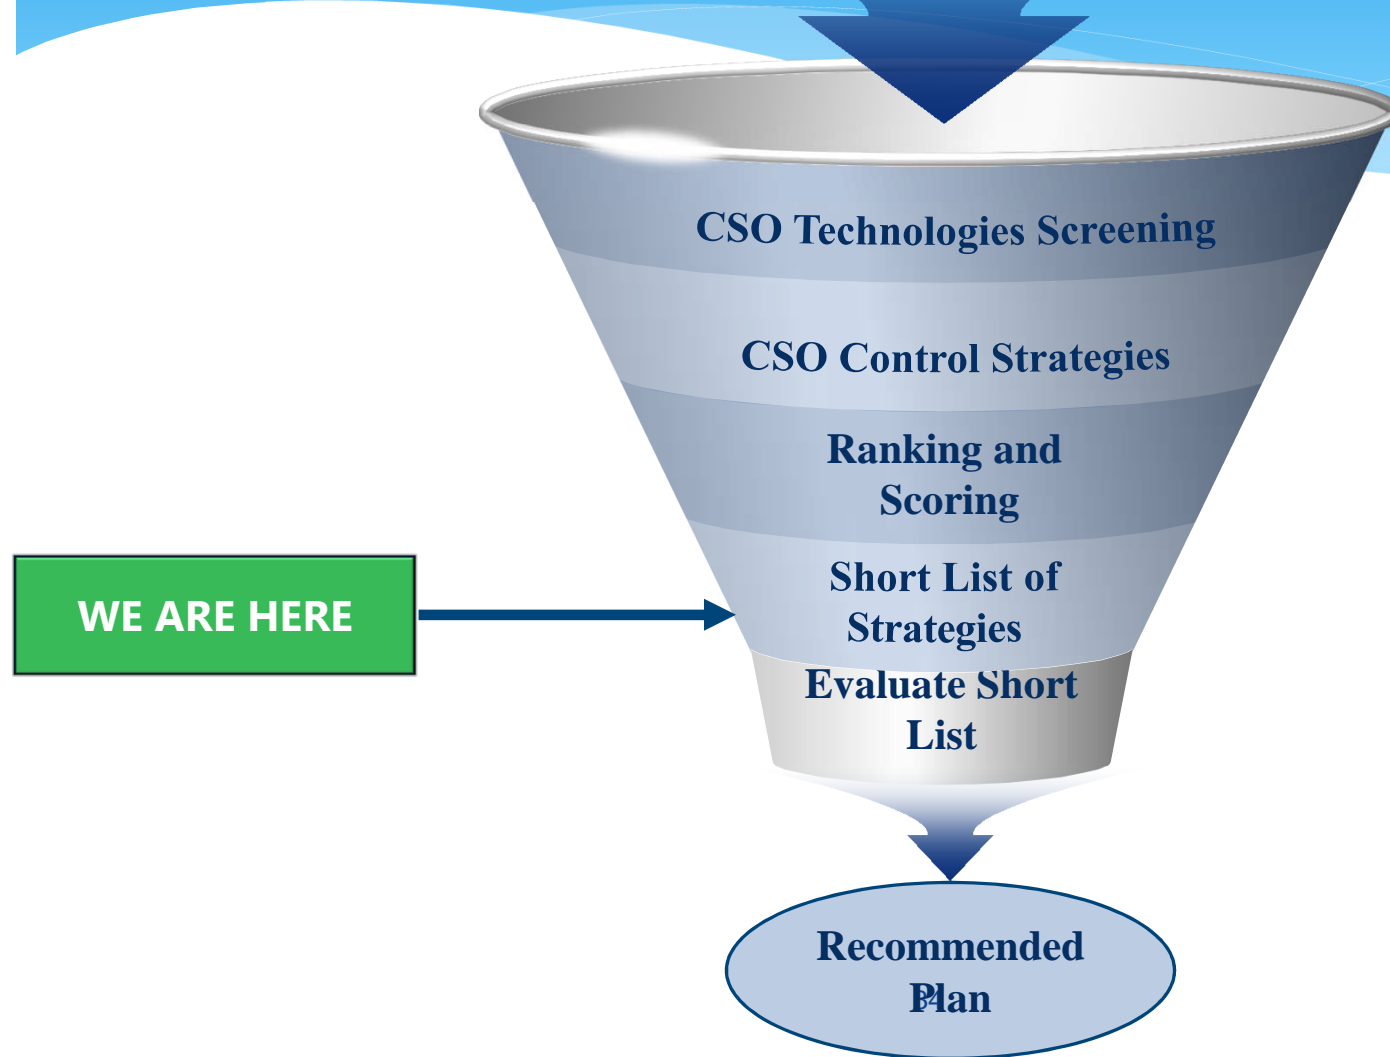 CSO Technologies Screening
CSO Control Strategies
Ranking and
Scoring
Short List of
Strategies
WE ARE HERE
Evaluate Short
List
Recommended
Plan
34